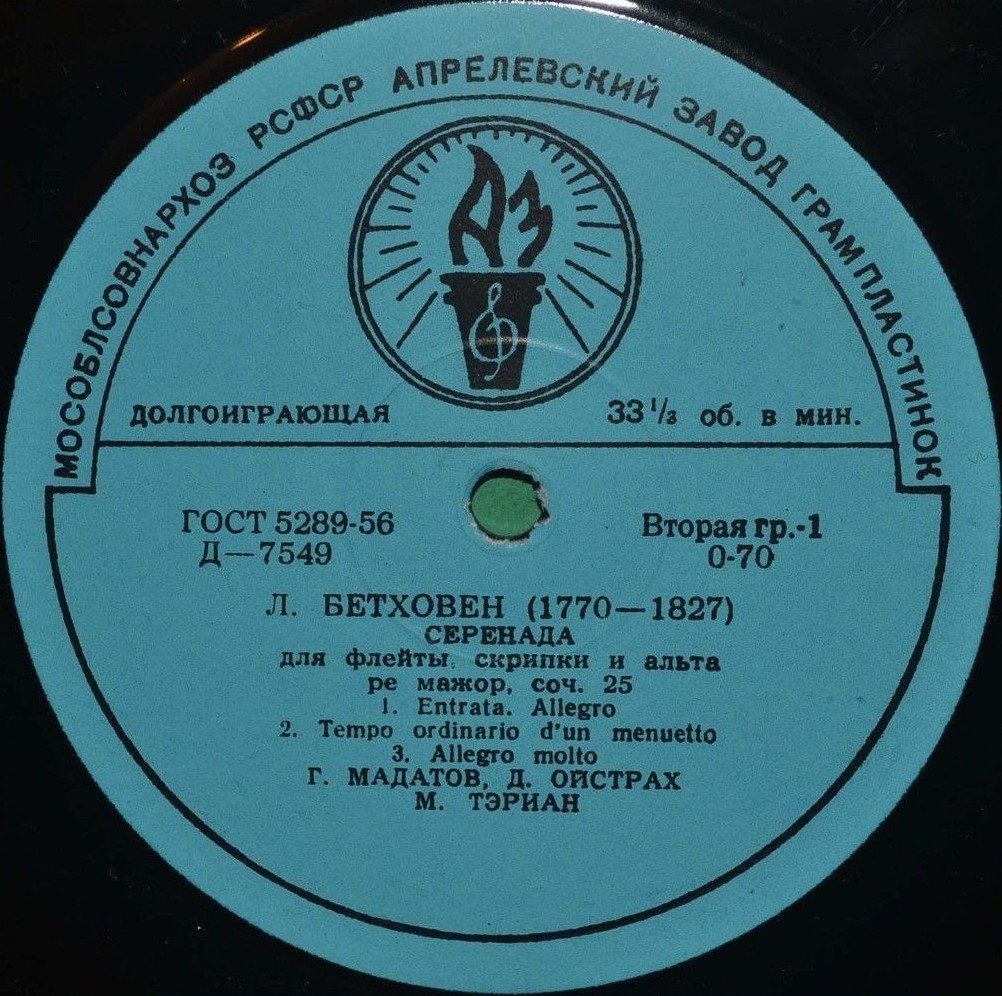 МОСОБЛСОВНАРХОЗ РСФСР АПРЕЛЕВСКИЙ ЗАВОД ГРАМПЛАСТИНОК
АЗ
ДОЛГОИГРАЮЩАЯ 33 1/3 об. в мин.
ГОСТ 5289-56 Вторая гр.-1
Д—7549 0-70
Л. БЕТХОВЕН (1770—1827)
СЕРЕНАДА
для флейты, скрипки и альта
ре мажор, соч. 25
1. Entrata. Allegro
2. Tempo ordinario d'un menuetto
3. Allegro molto
Г. МАДАТОВ, Д. ОЙСТРАХ
М. ТЭРИАН